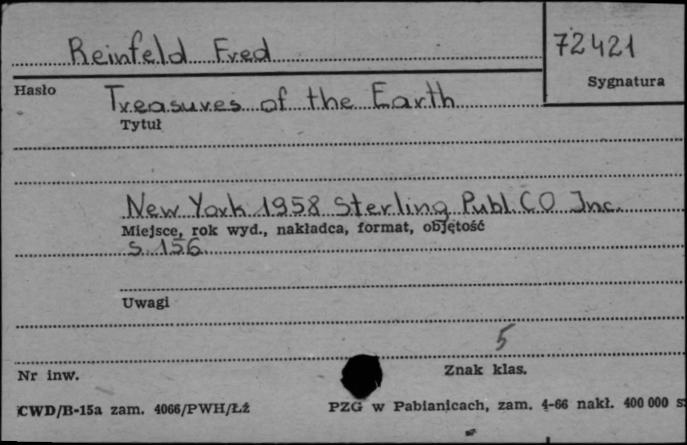 Reinfeld Fred
72421
Sygnatura
Hasło
Treasures of the Earth
Tytuł
New York 1958 Sterling Publ. CO Inc.
Miejsce, rok wyd., nakładca, format, objętość
s. 156
Uwagi
5
Nr inw.
Znak klas.
CWD/B-15a zam. 4066/PWH/Łź
PZG w Pabianicach, zam. 4-66 nakł. 400 000 s